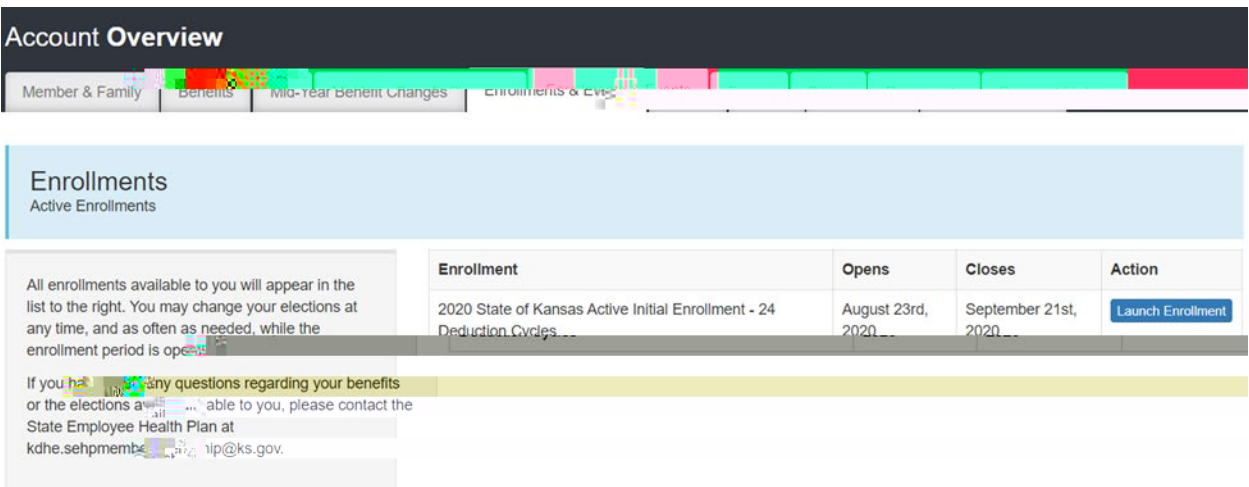 Account Overview
Member & Family Benefits Mid-Year Benefit Changes Enrollments &
Enrollments
Active Enrollments
All enrollments available to you will appear in the
list to the right. You may change your elections at
any time, and as often as needed, while the
enrollment period is
If you any questions regarding your benefits
or the elections to you, please contact the
State Employee Health Plan at
Enrollment Opens Closes Action
2020 State of Kansas Active Initial Enrollment - 24 August 23rd, September 21st, Launch Enrollment
Deduction Cycles 2020 2020